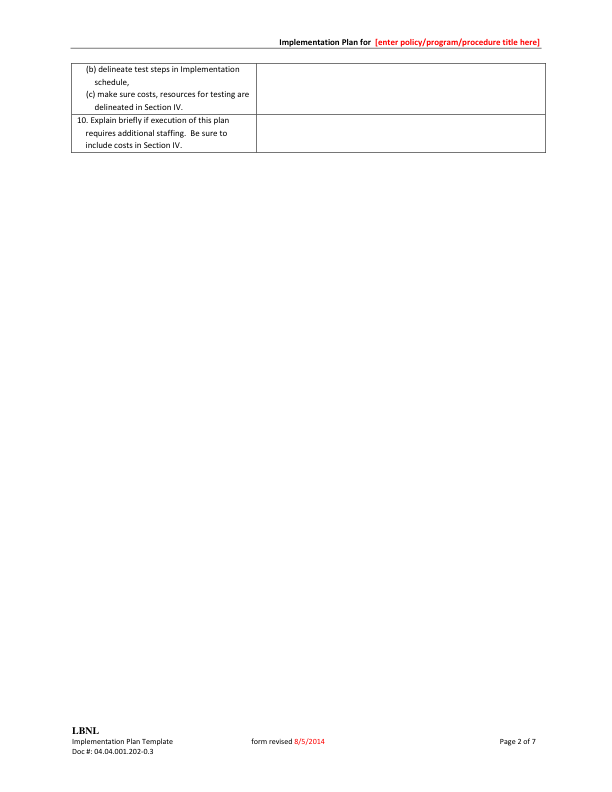 Implementation Plan for [enter policy/program/procedure title here]
(b) delineate test steps in Implementation
schedule,
(c) make sure costs, resources for testing are
delineated in Section IV.
10. Explain briefly if execution of this plan
requires additional staffing. Be sure to
include costs in Section IV.
LBNL
Implementation Plan Template
form revised 8/5/2014
Page 2 of 7
Doc #: 04.04.001.202-0.3